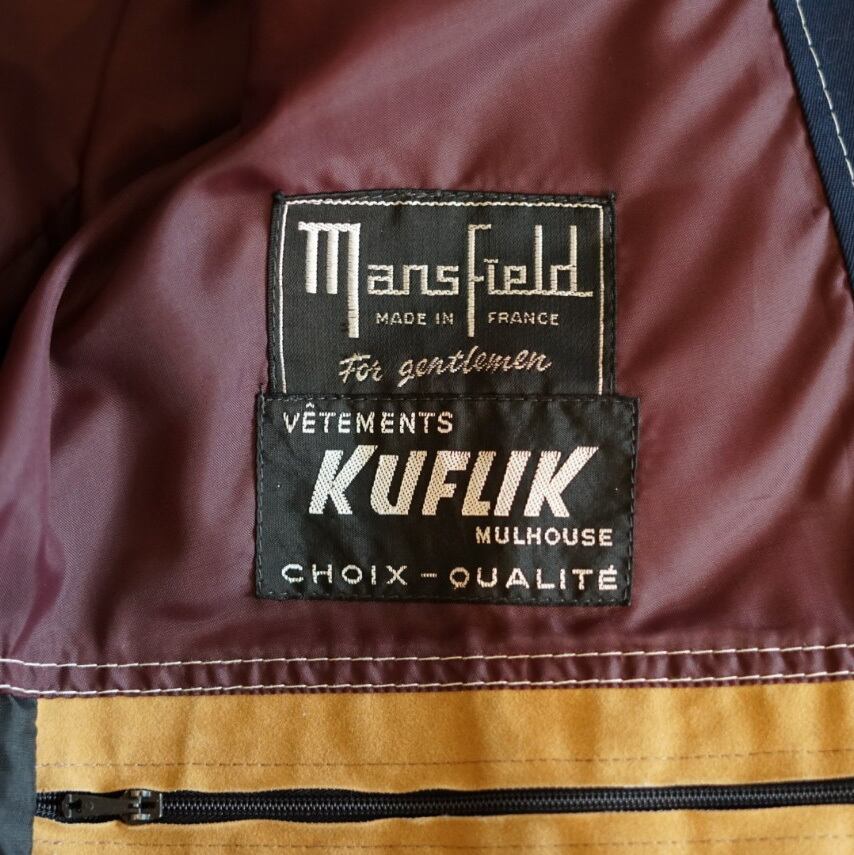 Mansfield
MADE IN FRANCE
For gentlemen
VÊTEMENTS
KUFLIK
MULHOUSE
CHOIX - QUALITÉ